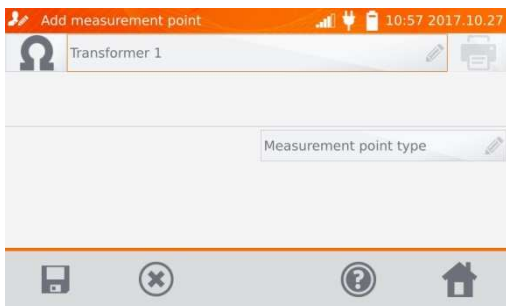 Add measurement point 10:57 2017.10.27
Ω Transformer 1
Measurement point type
?